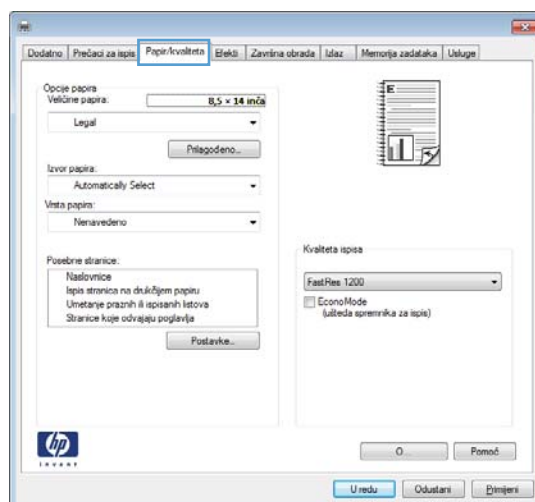 Dodatno Prečaci za ispis Papir/kvaliteta Efekti Završna obrada Izlaz Memorija zadataka Usluge
Opcije papira
Veličine papira: 8,5 × 14 inča
Legal
Prilagođeno...
Izvor papira:
Automatically Select
Vrsta papira:
Nenavedeno
Posebne stranice:
Naslovnice
Ispis stranica na drukčijem papiru
Umetanje praznih ili ispisanih listova
Stranice koje odvajaju poglavlja
Postavke...
E
Kvaliteta ispisa
FastRes 1200
EconoMode
(ušteda spremnika za ispis)
hp
invent
O... Pomoć
U redu Odustani Primijeni